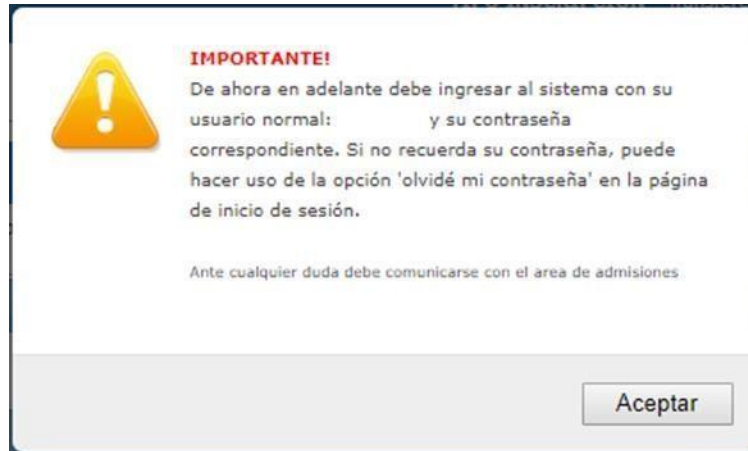 IMPORTANTE!
De ahora en adelante debe ingresar al sistema con su
usuario normal: y su contraseña
correspondiente. Si no recuerda su contraseña, puede
hacer uso de la opción 'olvidé mi contraseña' en la página
de inicio de sesión.
Ante cualquier duda debe comunicarse con el area de admisiones
Aceptar